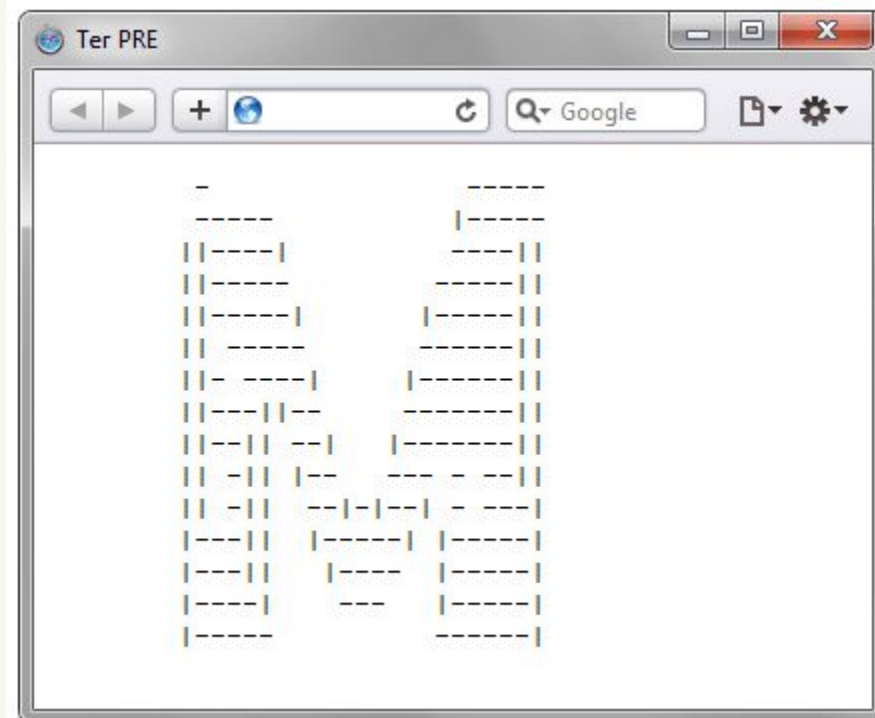 Ter PRE
Google
 -                 -----
 -----            |-----
||----|           ----||
||-----          -----||
||-----|        |-----||
|| -----       ------||
||- ----|      |------||
||---||--      -------||
||--|| --|    |-------||
|| -|| |--   --- - --||
|| -||  --|-|--| - ---|
|---||  |-----| |-----|
|---||   |----  |-----|
|----|    ---   |-----|
|-----          ------|